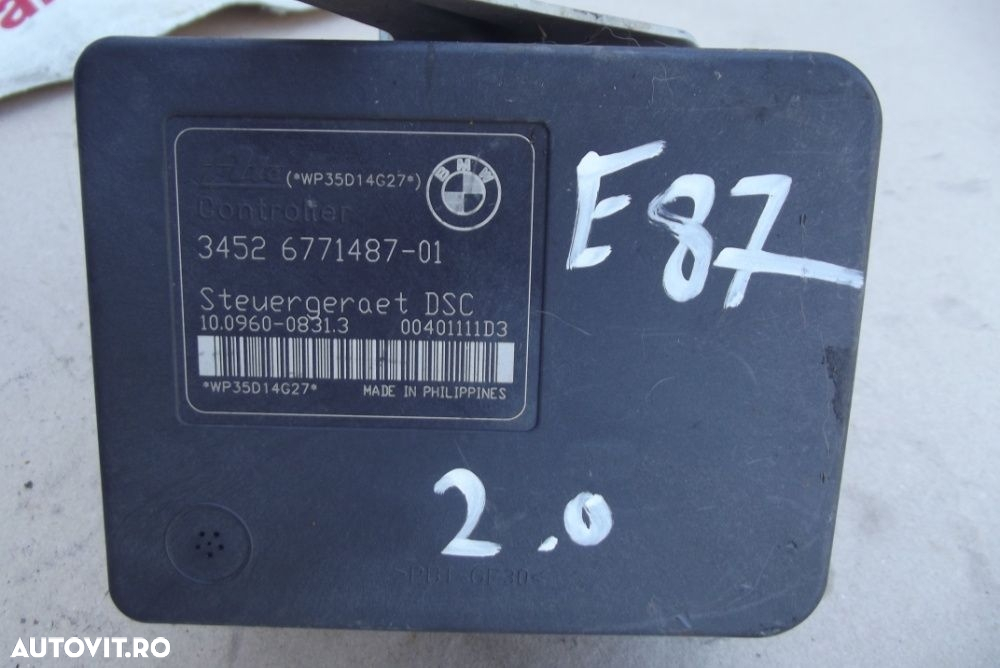 (*WP35D14G27*)
BMW
Controller
3452 6771487-01
Steuergeraet DSC
10.0960-0831.3 00401111D3
*WP35D14G27* MADE IN PHILIPPINES
E87
2.0
AUTOVIT.RO